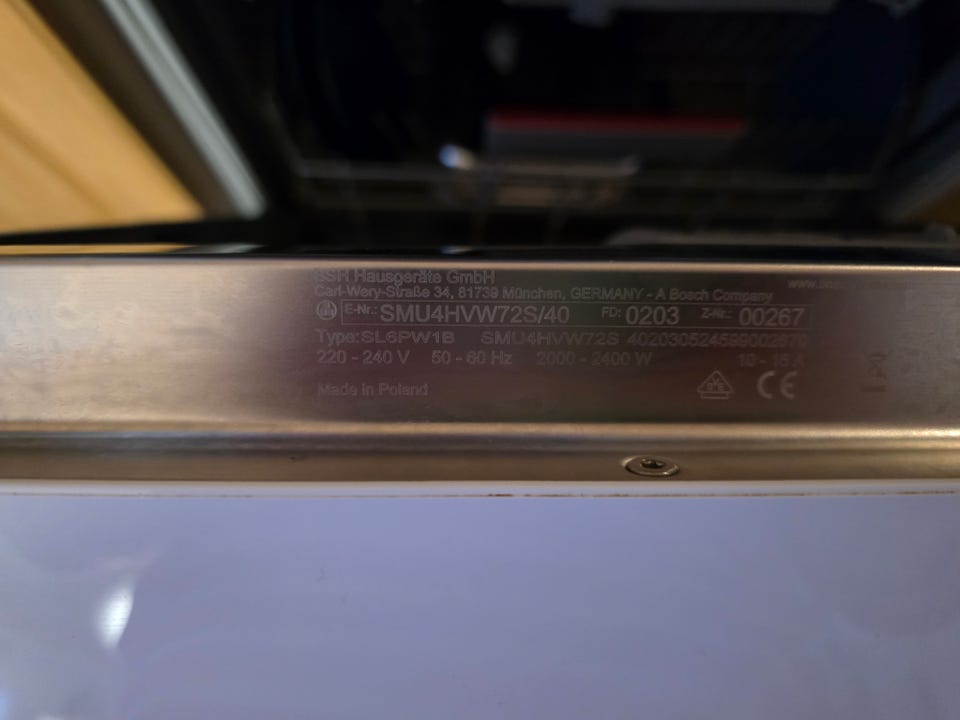 BSH Hausgeräte GmbH
Carl-Wery-Straße 34, 81739 München, GERMANY - A Bosch Company
E-Nr.: SMU4HVW72S/40 FD: 0203 Z-Nr.: 00267
Type: SL6PW1B SMU4HVW72S
220 - 240 V 50 - 60 Hz 2000 - 2400 W 10 - 16 A
Made in Poland
CE